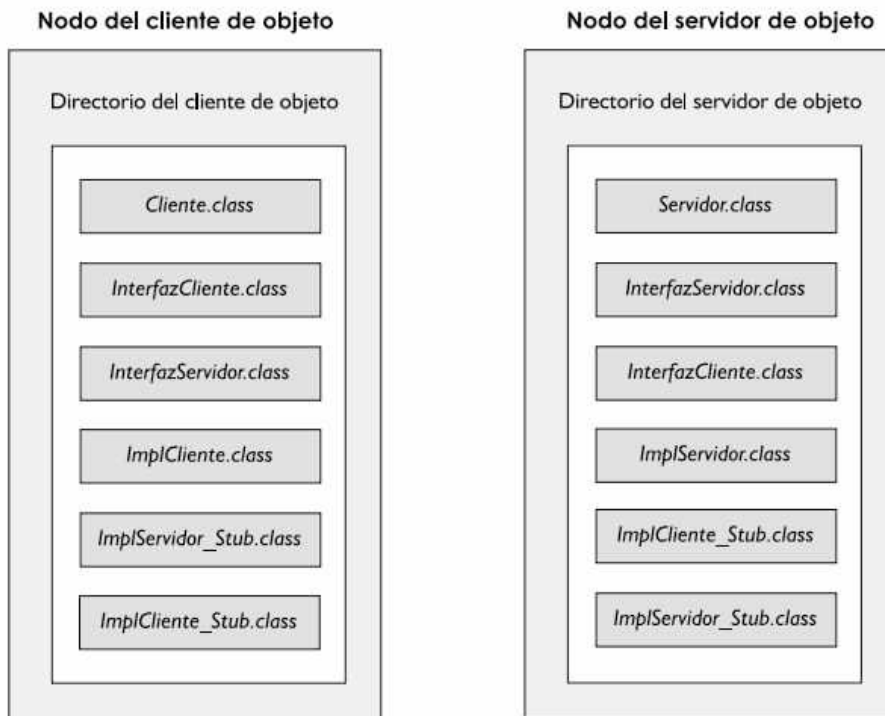 Nodo del cliente de objeto
Directorio del cliente de objeto
Cliente.class
InterfazCliente.class
InterfazServidor.class
ImplCliente.class
ImplServidor_Stub.class
ImplCliente_Stub.class
Nodo del servidor de objeto
Directorio del servidor de objeto
Servidor.class
InterfazServidor.class
InterfazCliente.class
ImplServidor.class
ImplCliente_Stub.class
ImplServidor_Stub.class